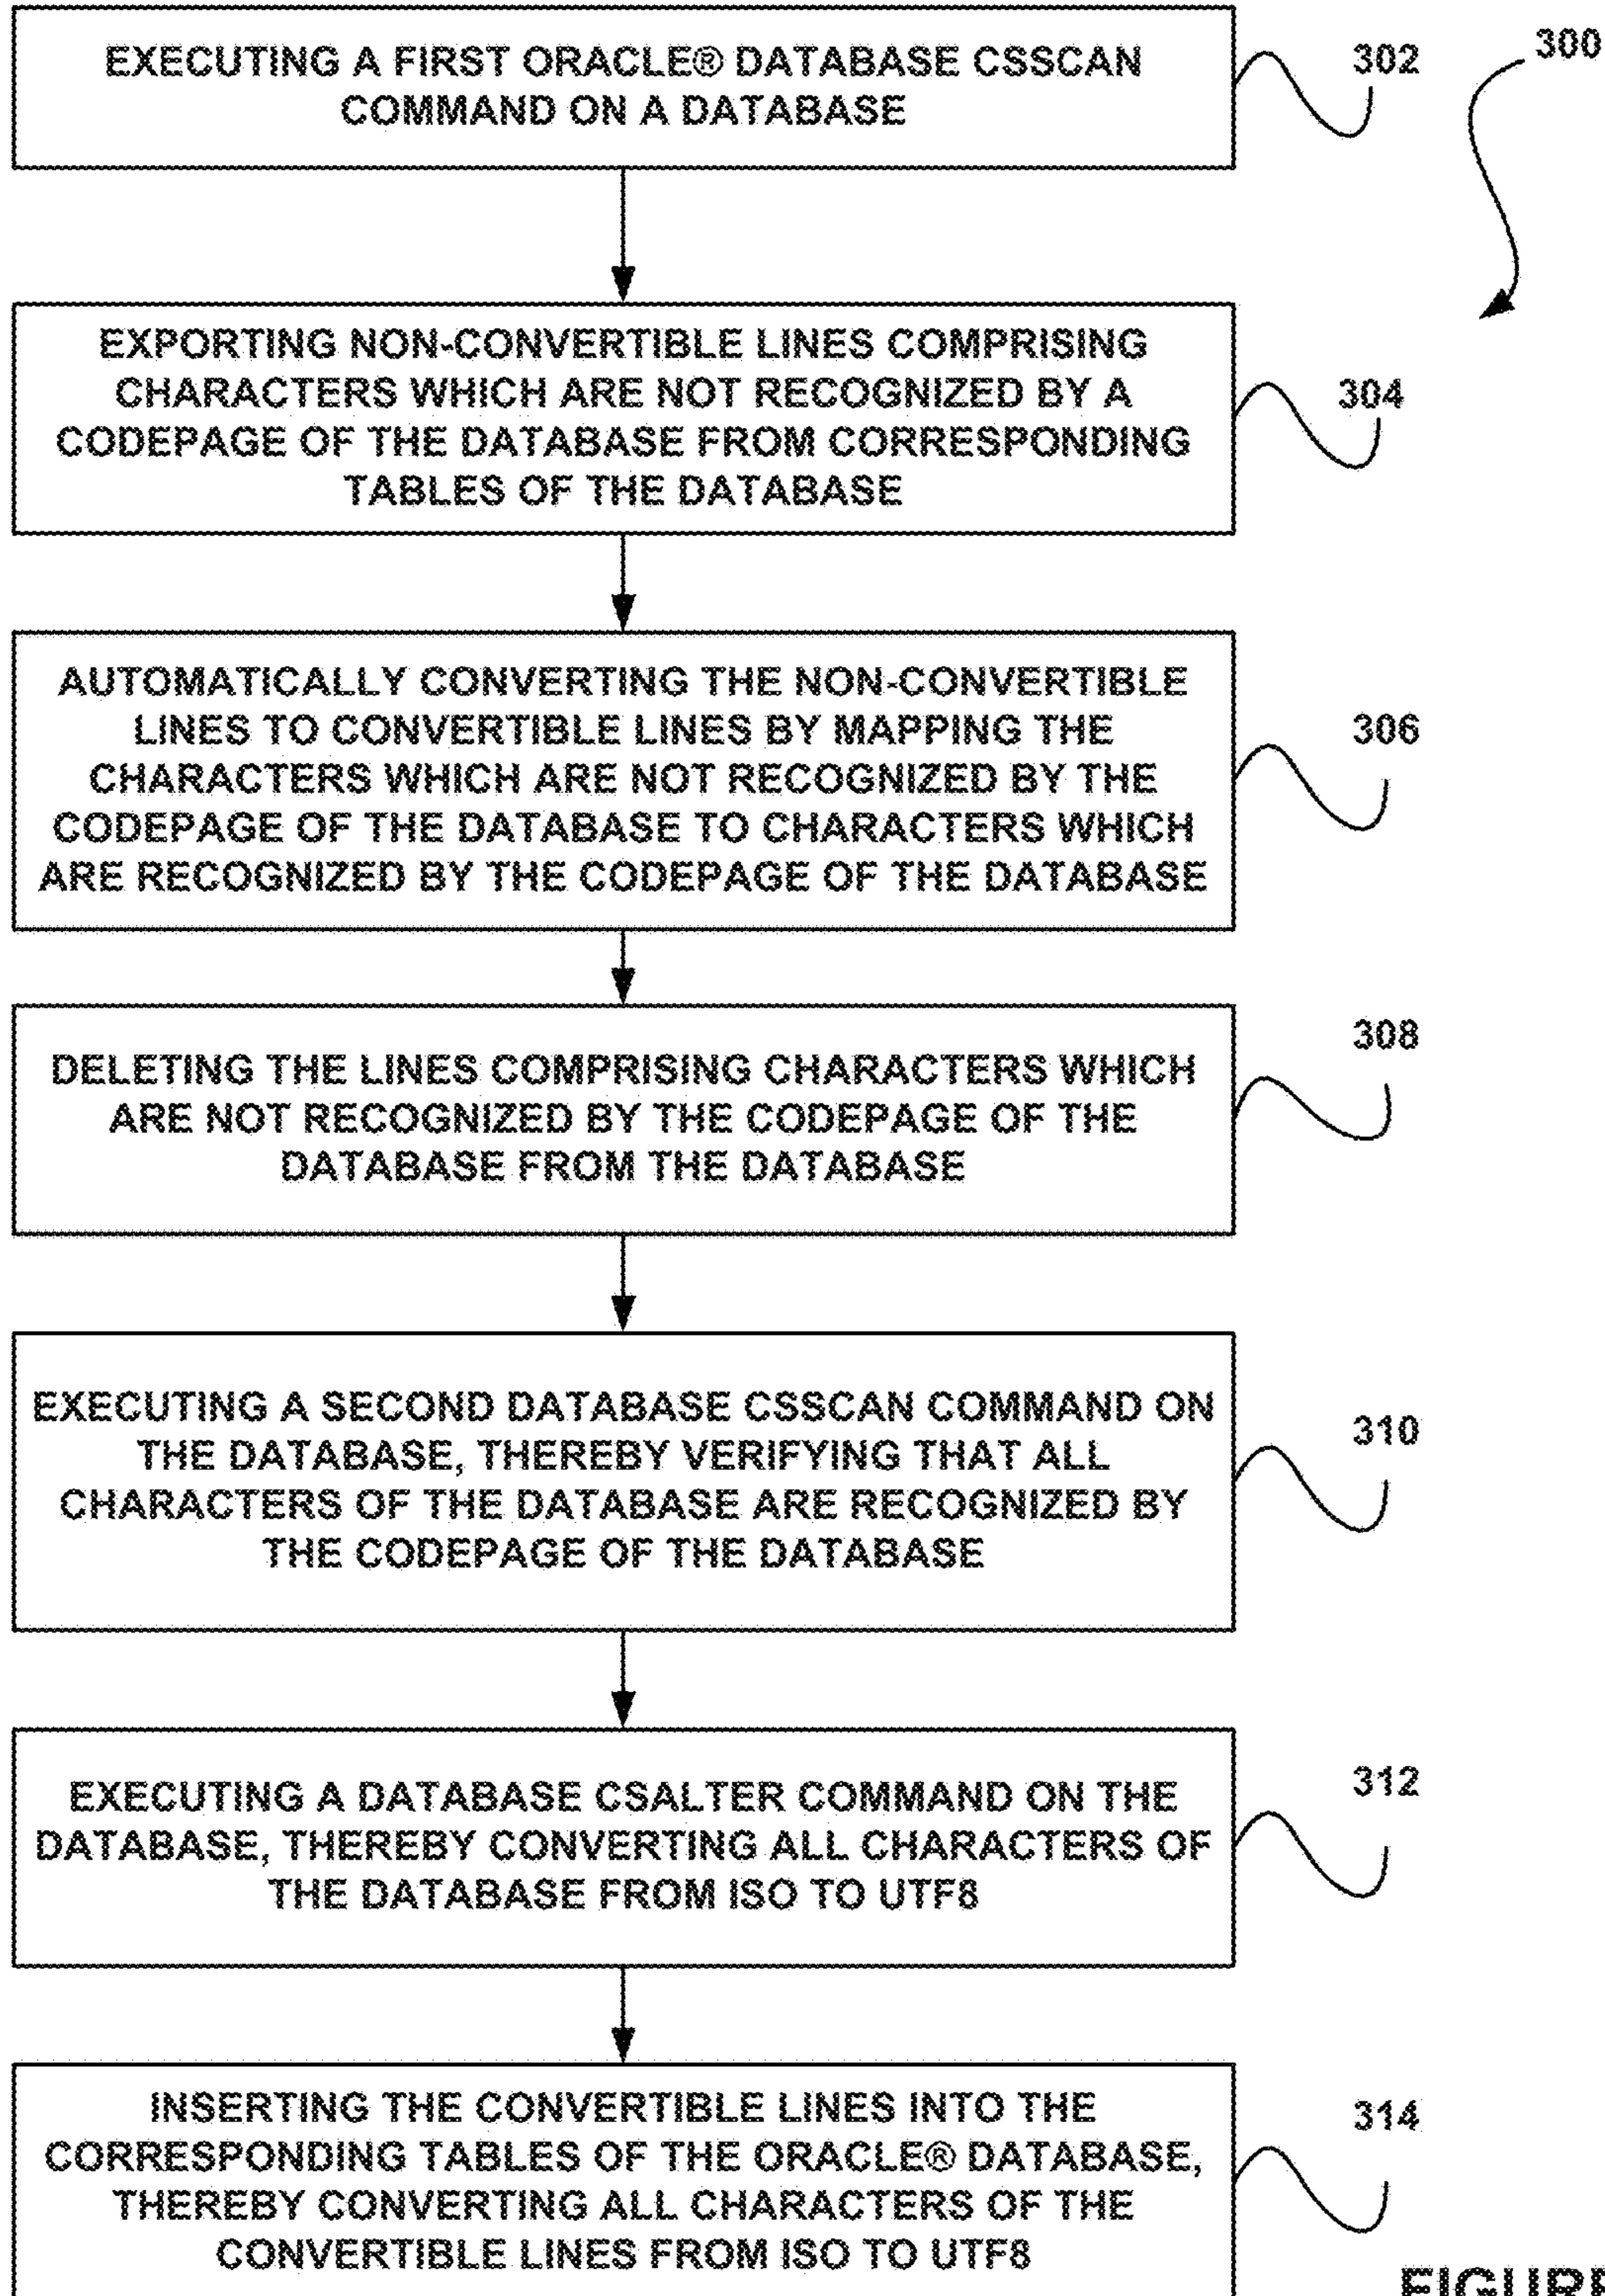 EXECUTING A FIRST ORACLE® DATABASE CSSCAN
COMMAND ON A DATABASE
302
300
EXPORTING NON-CONVERTIBLE LINES COMPRISING
CHARACTERS WHICH ARE NOT RECOGNIZED BY A
CODEPAGE OF THE DATABASE FROM CORRESPONDING
TABLES OF THE DATABASE
304
AUTOMATICALLY CONVERTING THE NON-CONVERTIBLE
LINES TO CONVERTIBLE LINES BY MAPPING THE
CHARACTERS WHICH ARE NOT RECOGNIZED BY THE
CODEPAGE OF THE DATABASE TO CHARACTERS WHICH
ARE RECOGNIZED BY THE CODEPAGE OF THE DATABASE
306
DELETING THE LINES COMPRISING CHARACTERS WHICH
ARE NOT RECOGNIZED BY THE CODEPAGE OF THE
DATABASE FROM THE DATABASE
308
EXECUTING A SECOND DATABASE CSSCAN COMMAND ON
THE DATABASE, THEREBY VERIFYING THAT ALL
CHARACTERS OF THE DATABASE ARE RECOGNIZED BY
THE CODEPAGE OF THE DATABASE
310
EXECUTING A DATABASE CSALTER COMMAND ON THE
DATABASE, THEREBY CONVERTING ALL CHARACTERS OF
THE DATABASE FROM ISO TO UTF8
312
INSERTING THE CONVERTIBLE LINES INTO THE
CORRESPONDING TABLES OF THE ORACLE® DATABASE,
THEREBY CONVERTING ALL CHARACTERS OF THE
CONVERTIBLE LINES FROM ISO TO UTF8
314
FIGURE